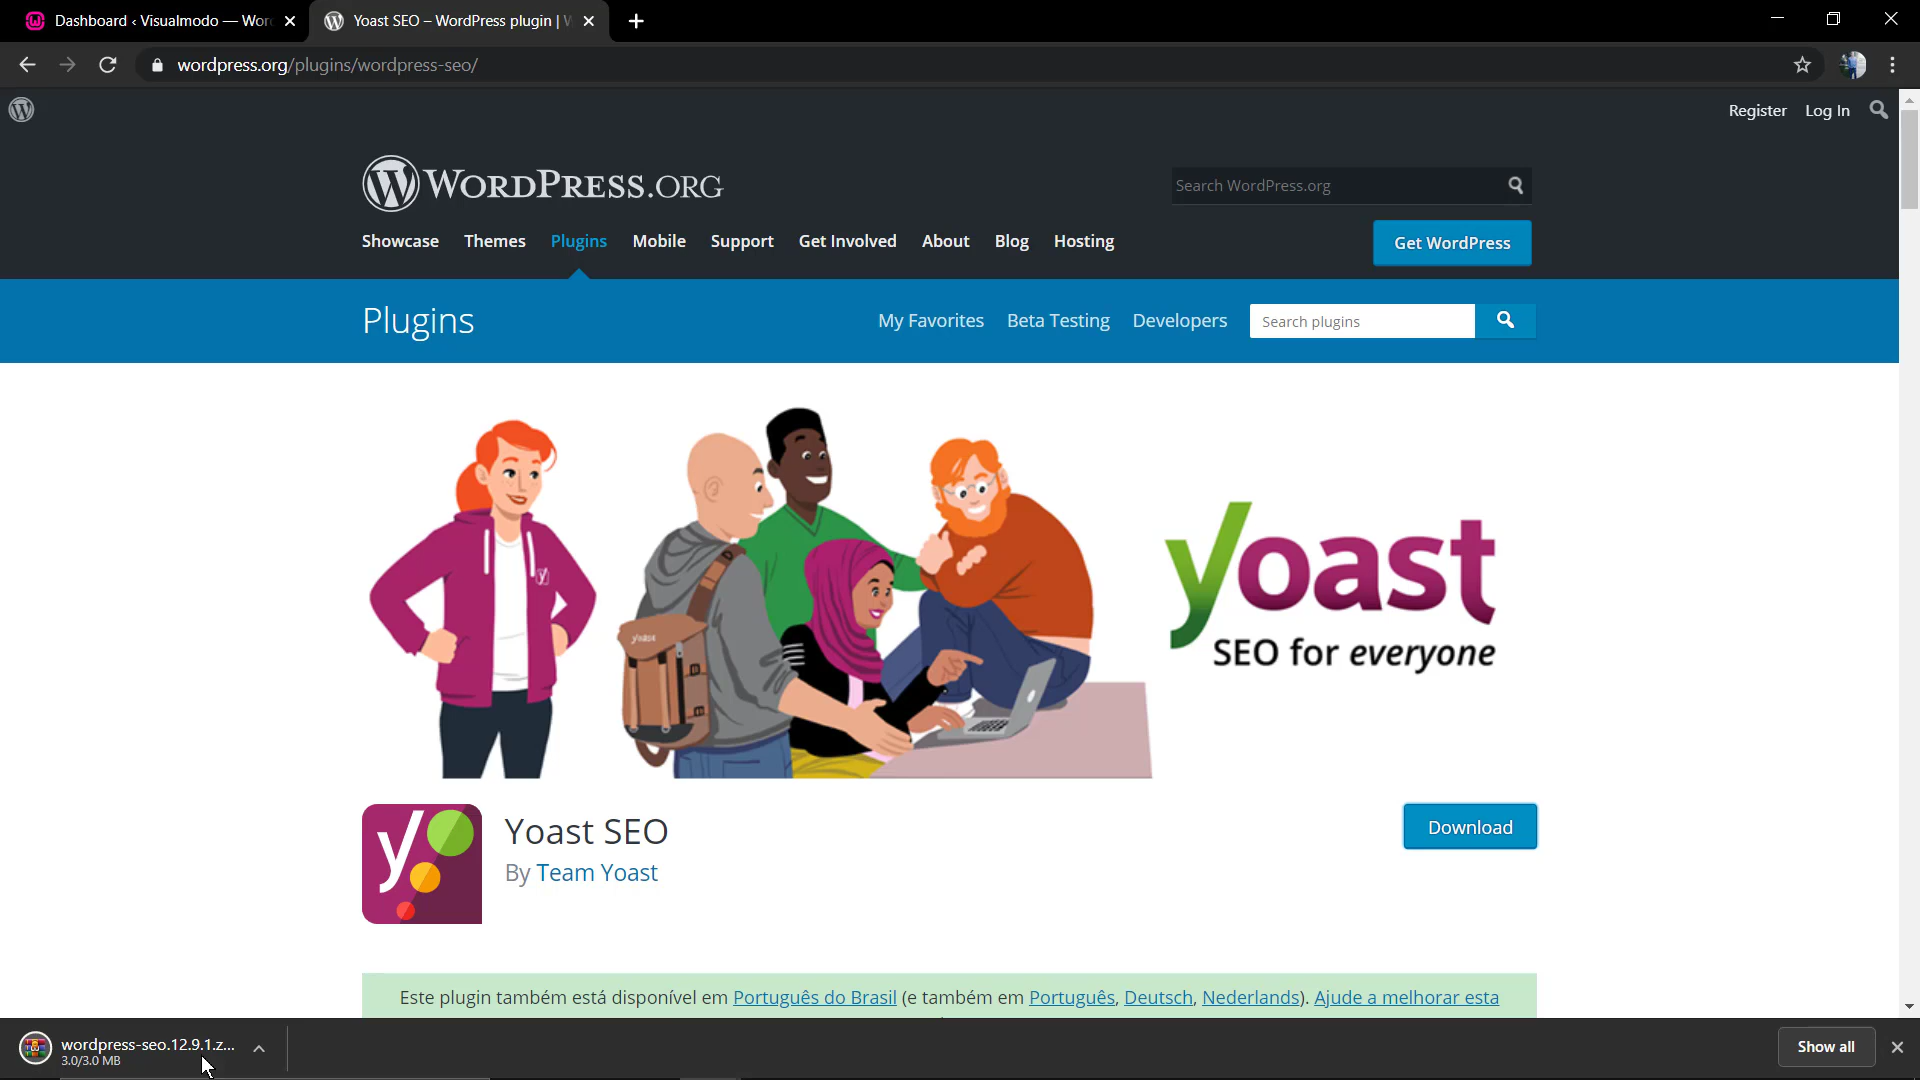 Dashboard ‹ Visualmodo — Wor
Yoast SEO – WordPress plugin | W
wordpress.org/plugins/wordpress-seo/
Register Log In
WORDPRESS.ORG
Search WordPress.org
Showcase Themes Plugins Mobile Support Get Involved About Blog Hosting
Get WordPress
Plugins
My Favorites Beta Testing Developers
Search plugins
yoast
yoast
SEO for everyone
Yoast SEO
Download
By Team Yoast
Este plugin também está disponível em Português do Brasil (e também em Português, Deutsch, Nederlands). Ajude a melhorar esta
wordpress-seo.12.9.1.z...
3.0/3.0 MB
Show all